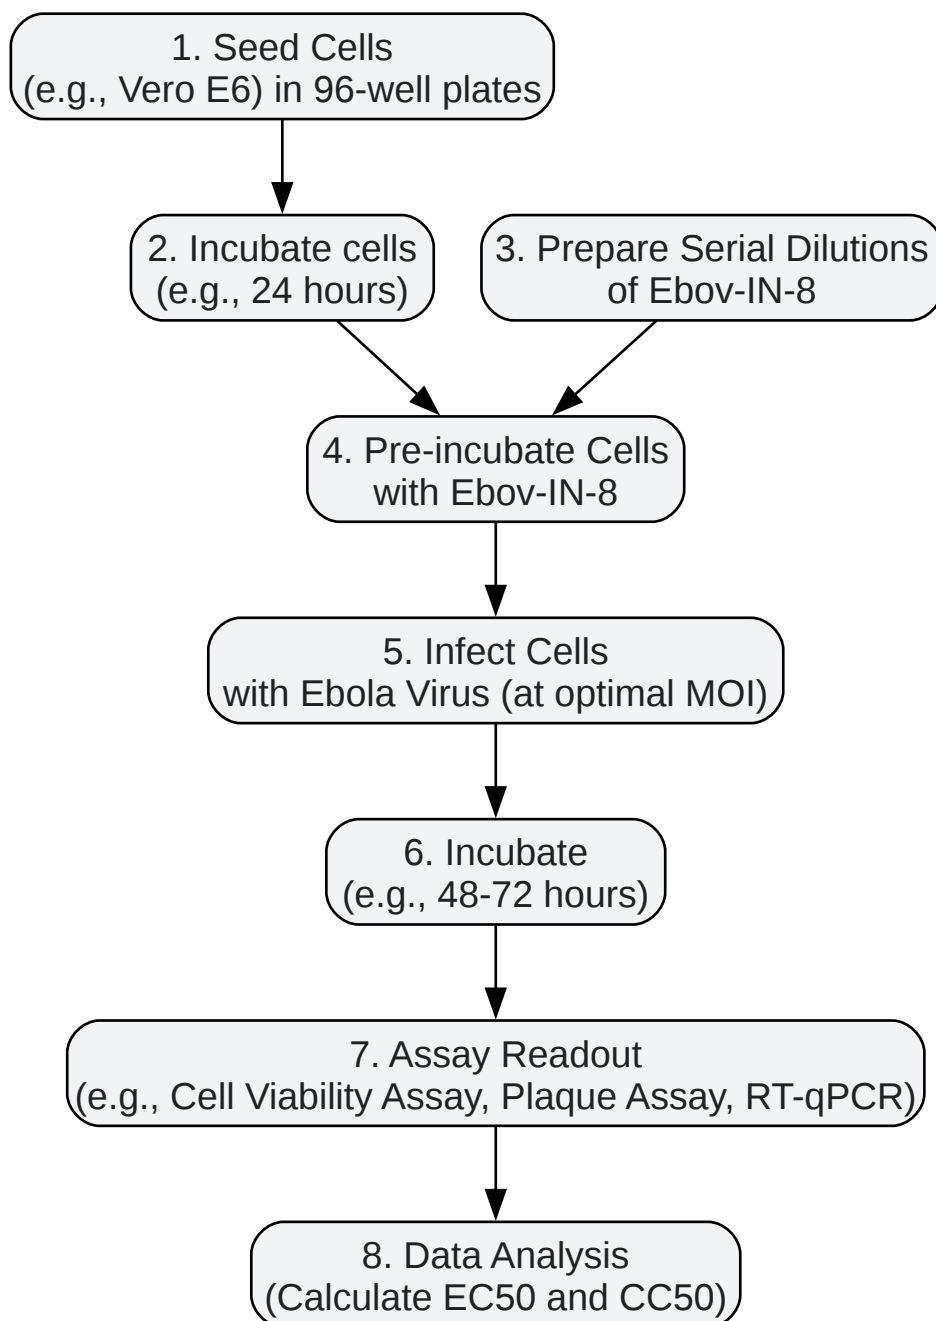 1. Seed Cells
(e.g., Vero E6) in 96-well plates
2. Incubate cells
(e.g., 24 hours)
3. Prepare Serial Dilutions
of Ebov-IN-8
4. Pre-incubate Cells
with Ebov-IN-8
5. Infect Cells
with Ebola Virus (at optimal MOI)
6. Incubate
(e.g., 48-72 hours)
7. Assay Readout
(e.g., Cell Viability Assay, Plaque Assay, RT-qPCR)
8. Data Analysis
(Calculate EC50 and CC50)